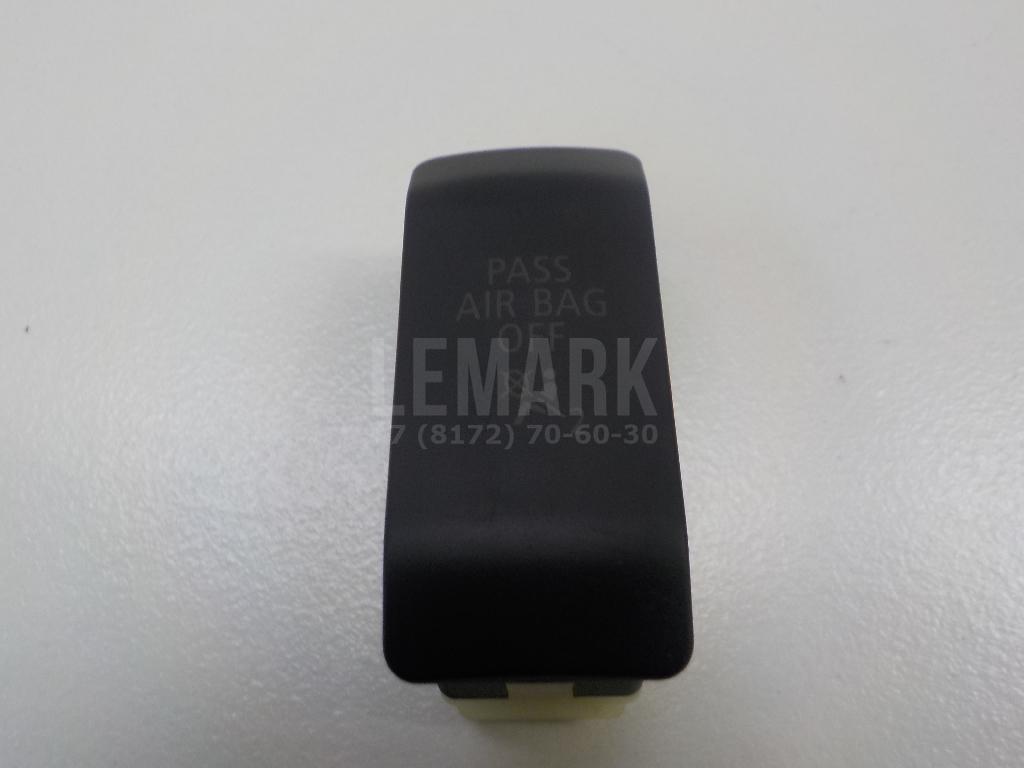 PASS
AIR BAG
OFF
LEMARK
+7 (8172) 70-60-30